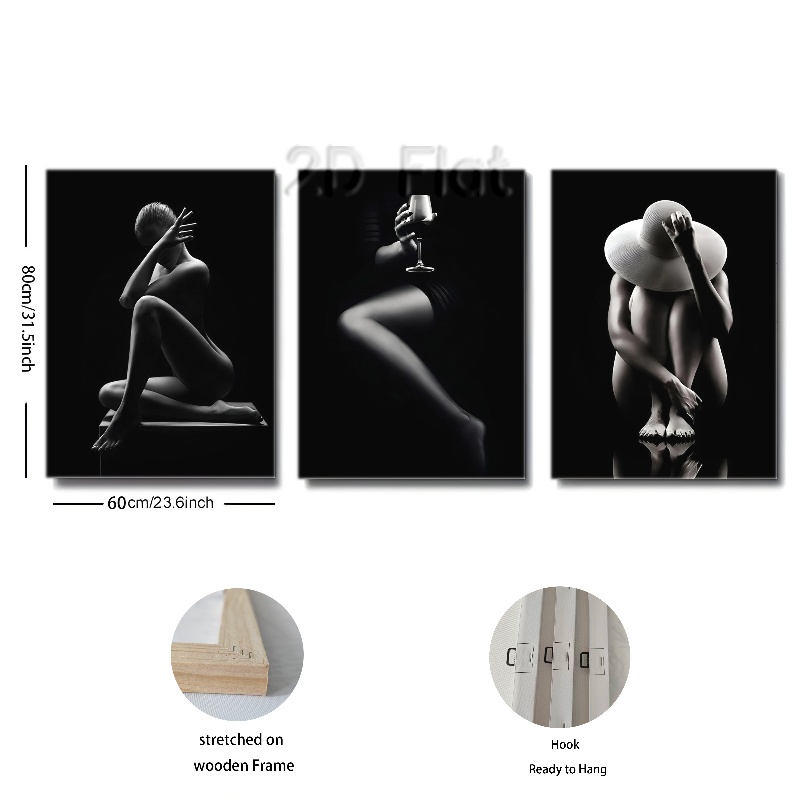 2D Flat
80cm/31.5inch
60cm/23.6inch
stretched on
wooden Frame
Hook
Ready to Hang